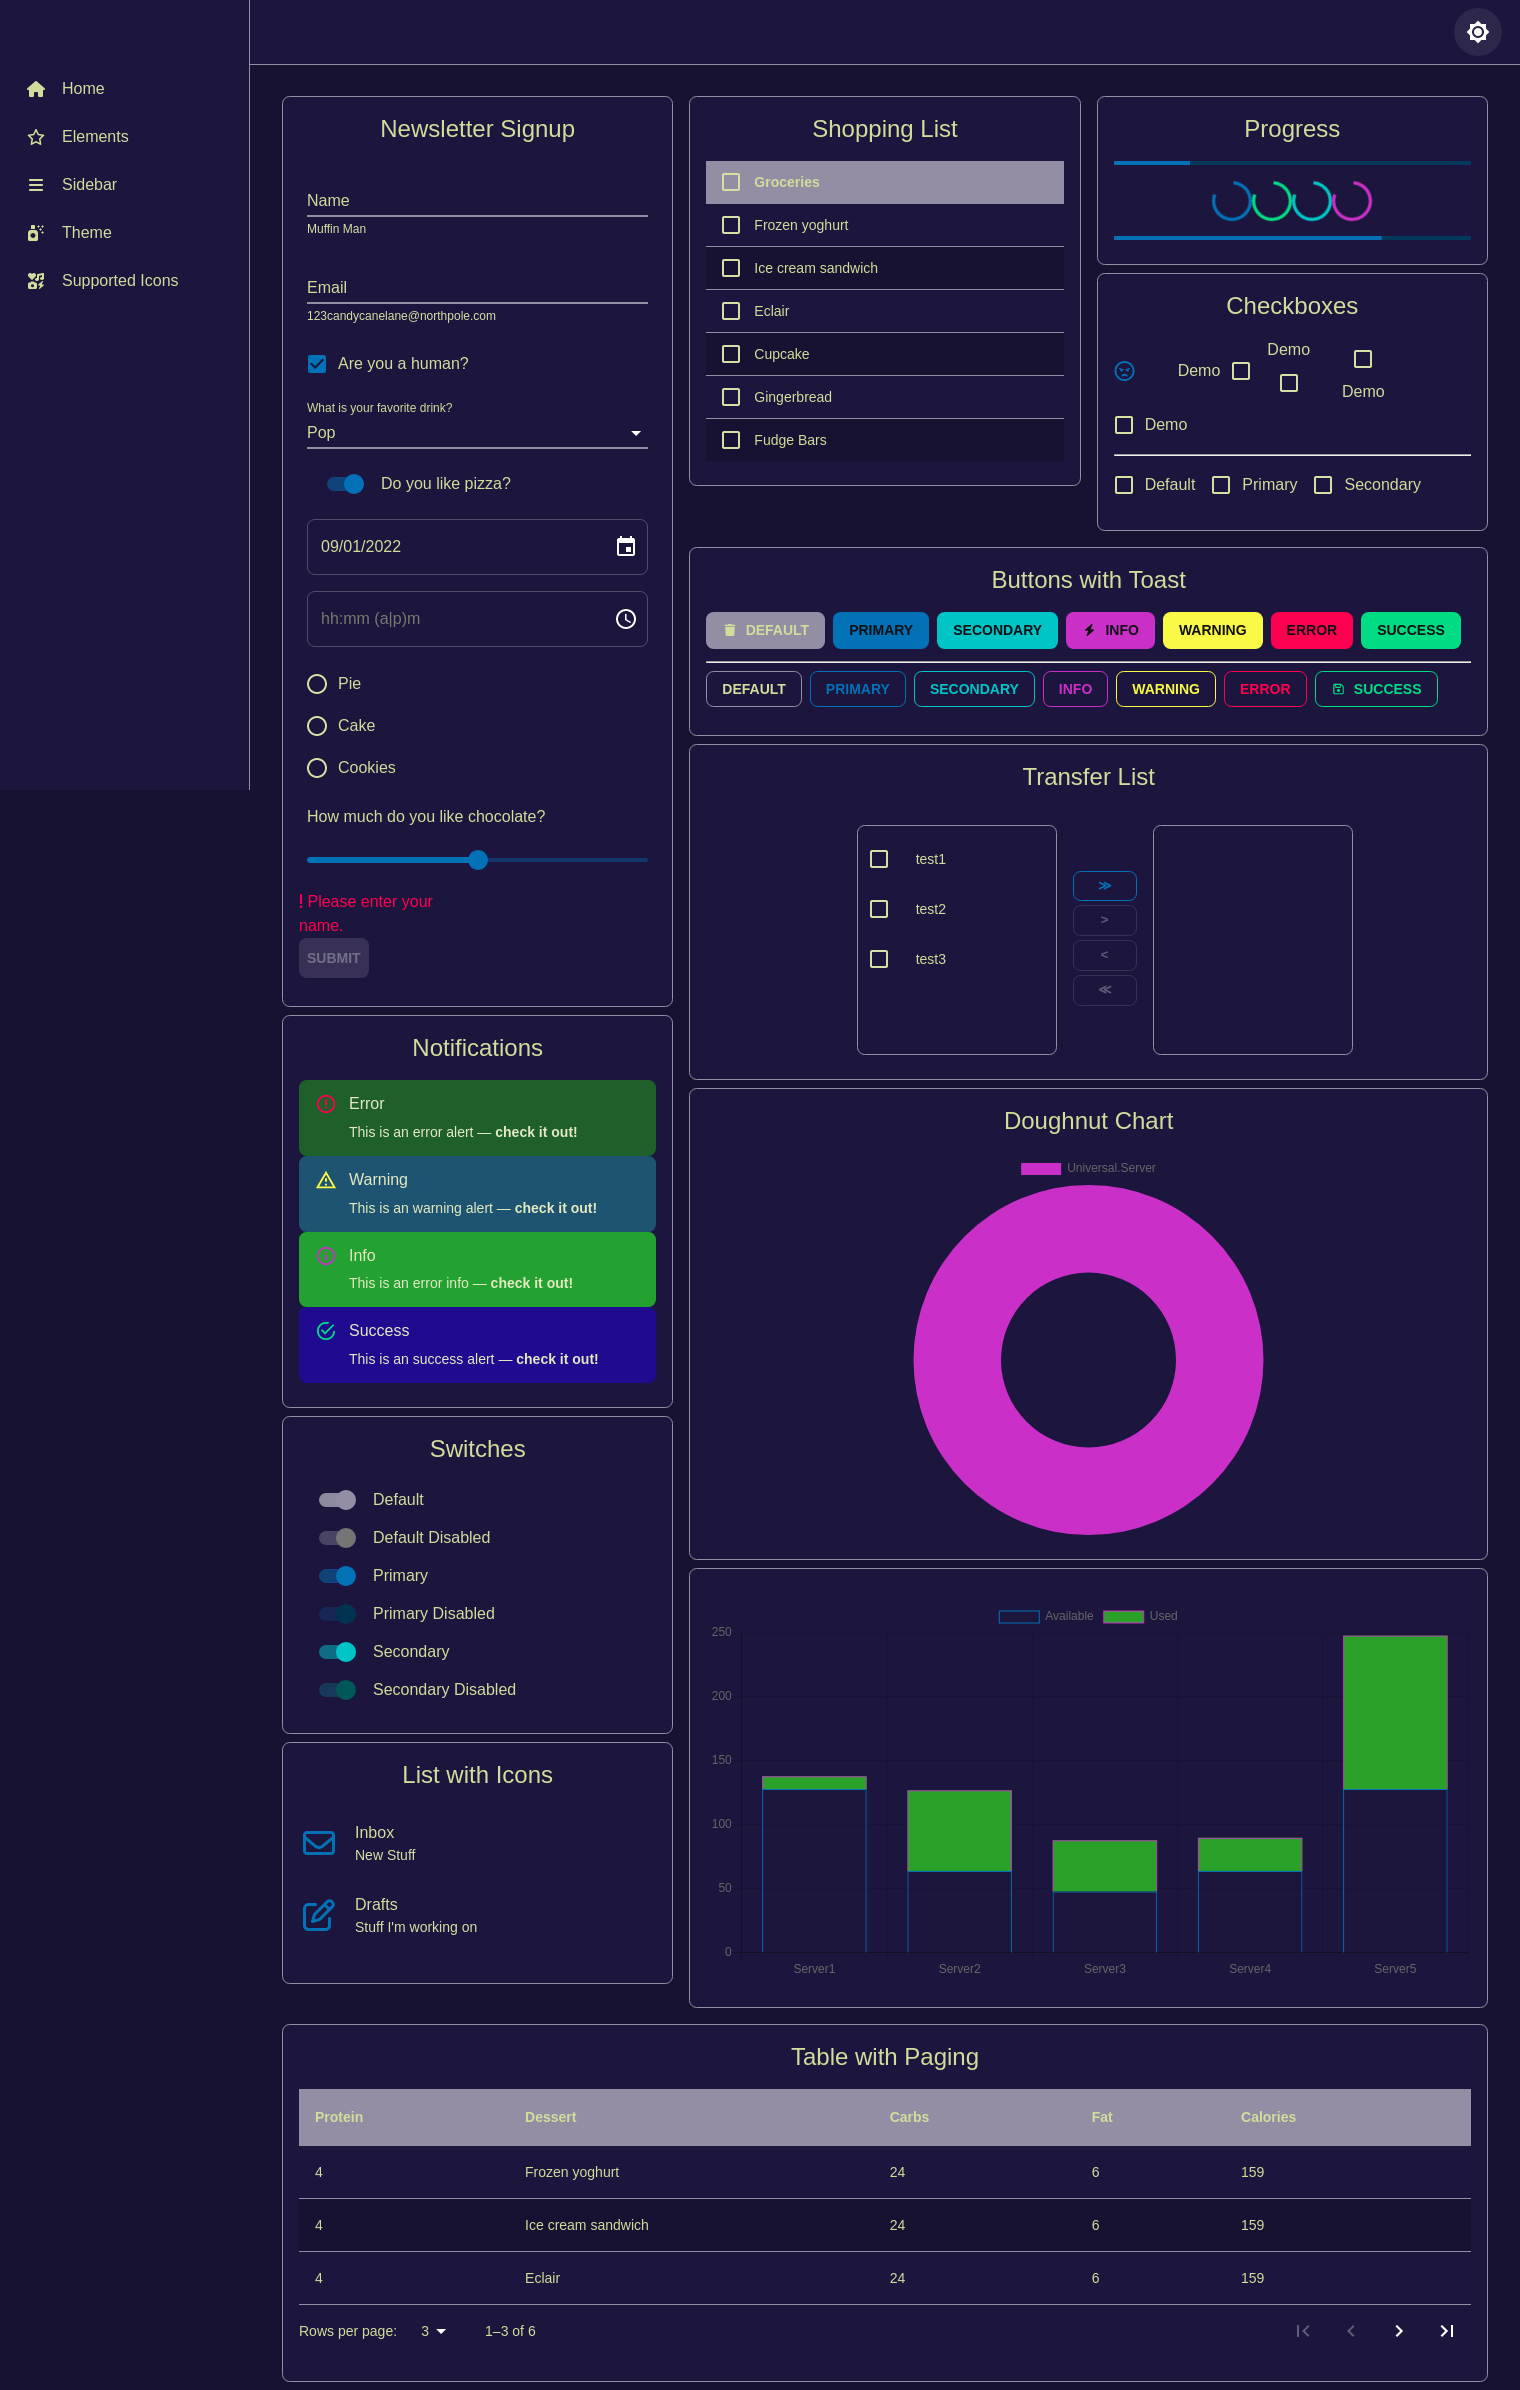 Home
Elements
Sidebar
Theme
Supported Icons
Newsletter Signup
Name
Muffin Man
Email
123candycanelane@northpole.com
Are you a human?
What is your favorite drink?
Pop
Do you like pizza?
09/01/2022
hh:mm (a|p)m
Pie
Cake
Cookies
How much do you like chocolate?
! Please enter your
name.
SUBMIT
Notifications
Error
This is an error alert — check it out!
Warning
This is an warning alert — check it out!
Info
This is an error info — check it out!
Success
This is an success alert — check it out!
Switches
Default
Default Disabled
Primary
Primary Disabled
Secondary
Secondary Disabled
List with Icons
Inbox
New Stuff
Drafts
Stuff I'm working on
Shopping List
Groceries
Frozen yoghurt
Ice cream sandwich
Eclair
Cupcake
Gingerbread
Fudge Bars
Progress
Checkboxes
Demo
Demo
Demo
Demo
Default Primary Secondary
Buttons with Toast
DEFAULT PRIMARY SECONDARY INFO WARNING ERROR SUCCESS
DEFAULT PRIMARY SECONDARY INFO WARNING ERROR SUCCESS
Transfer List
test1
test2
test3
≫
>
<
≪
Doughnut Chart
Universal.Server
Available Used
250
200
150
100
50
0
Server1 Server2 Server3 Server4 Server5
Table with Paging
Protein Dessert Carbs Fat Calories
4 Frozen yoghurt 24 6 159
4 Ice cream sandwich 24 6 159
4 Eclair 24 6 159
Rows per page: 3 1–3 of 6